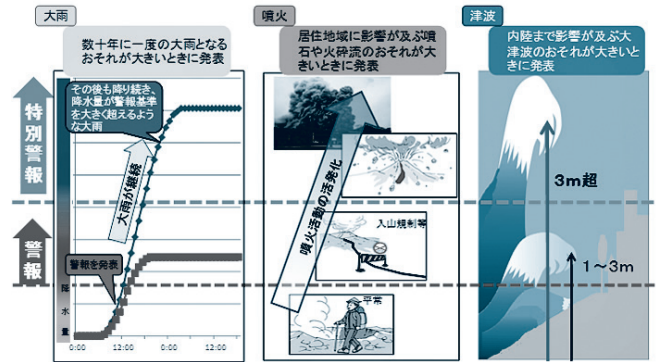 大雨
数十年に一度の大雨となる
おそれが大きいときに発表
噴火
居住地域に影響が及ぶ噴
石や火砕流のおそれが大
きいときに発表
津波
内陸まで影響が及ぶ大
津波のおそれが大きいと
きに発表
特別警報
警報
その後も降り続き、
降水量が警報基準
を大きく超えるよう
な大雨
大雨が継続
警報を発表
降水量
0:00
12:00
0:00
12:00
噴火活動の活発化
入山規制等
平常
3m超
1～3m